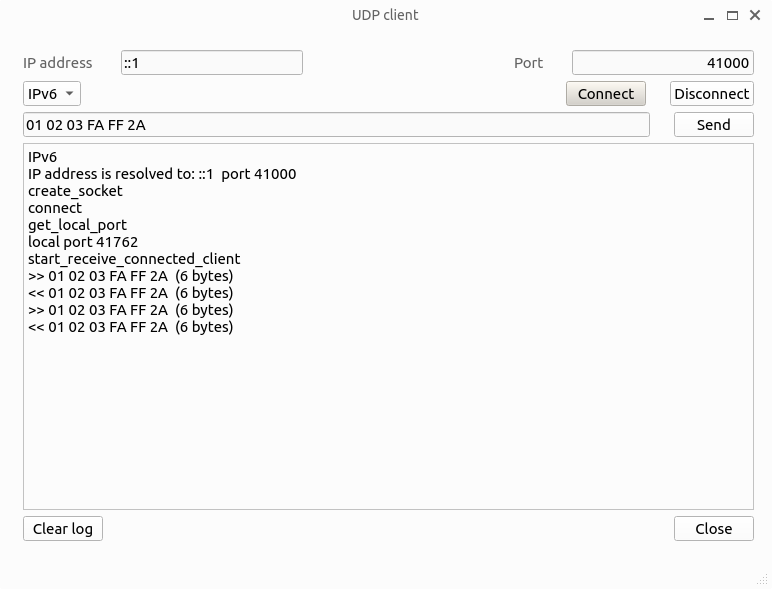 UDP client
IP address ::1 Port 41000
IPv6 Connect Disconnect
01 02 03 FA FF 2A Send
IPv6
IP address is resolved to: ::1  port 41000
create_socket
connect
get_local_port
local port 41762
start_receive_connected_client
>> 01 02 03 FA FF 2A  (6 bytes)
<< 01 02 03 FA FF 2A  (6 bytes)
>> 01 02 03 FA FF 2A  (6 bytes)
<< 01 02 03 FA FF 2A  (6 bytes)
Clear log Close